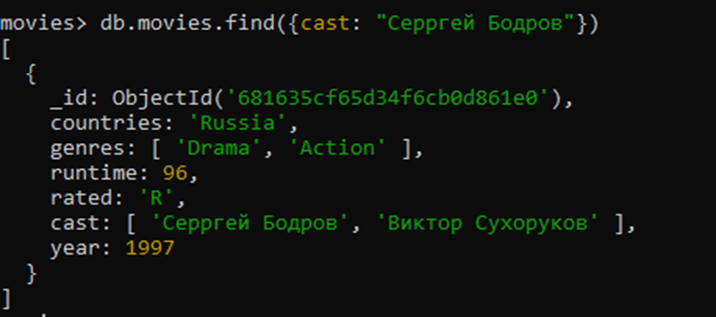 movies> db.movies.find({cast: "Серргей Бодров"})
[
  {
    _id: ObjectId('681635cf65d34f6cb0d861e0'),
    countries: 'Russia',
    genres: [ 'Drama', 'Action' ],
    runtime: 96,
    rated: 'R',
    cast: [ 'Серргей Бодров', 'Виктор Сухоруков' ],
    year: 1997
  }
]